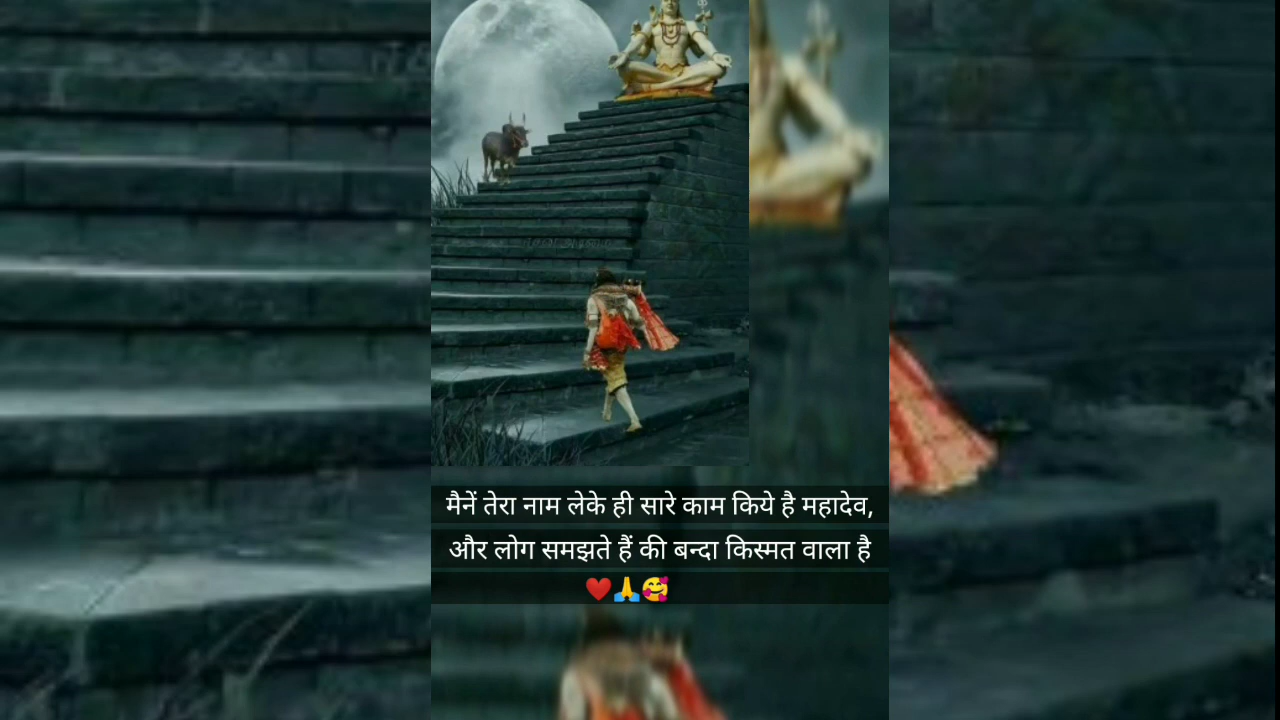 मैनें तेरा नाम लेके ही सारे काम किये है महादेव,
और लोग समझते हैं की बन्दा किस्मत वाला है
❤️🙏🥰